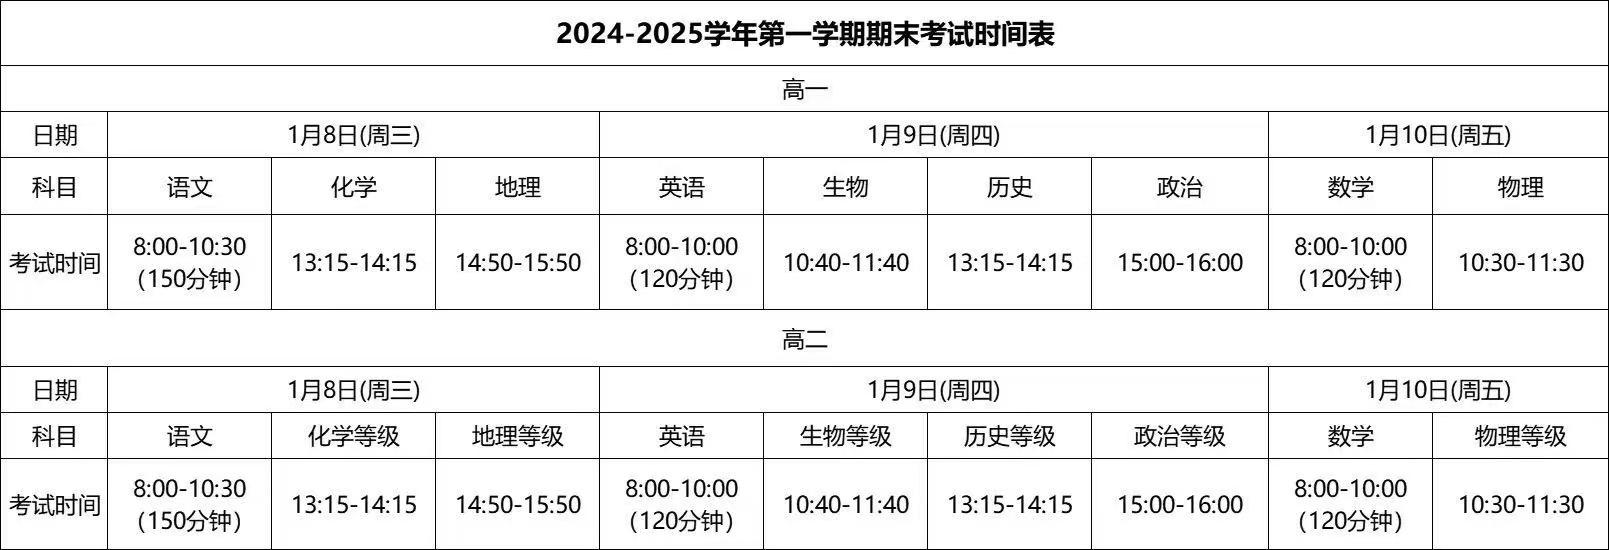 2024-2025学年第一学期期末考试时间表
高一
日期 1月8日(周三) 1月9日(周四) 1月10日(周五)
科目 语文 化学 地理 英语 生物 历史 政治 数学 物理
考试时间 8:00-10:30（150分钟） 13:15-14:15 14:50-15:50 8:00-10:00（120分钟） 10:40-11:40 13:15-14:15 15:00-16:00 8:00-10:00（120分钟） 10:30-11:30
高二
日期 1月8日(周三) 1月9日(周四) 1月10日(周五)
科目 语文 化学等级 地理等级 英语 生物等级 历史等级 政治等级 数学 物理等级
考试时间 8:00-10:30（150分钟） 13:15-14:15 14:50-15:50 8:00-10:00（120分钟） 10:40-11:40 13:15-14:15 15:00-16:00 8:00-10:00（120分钟） 10:30-11:30